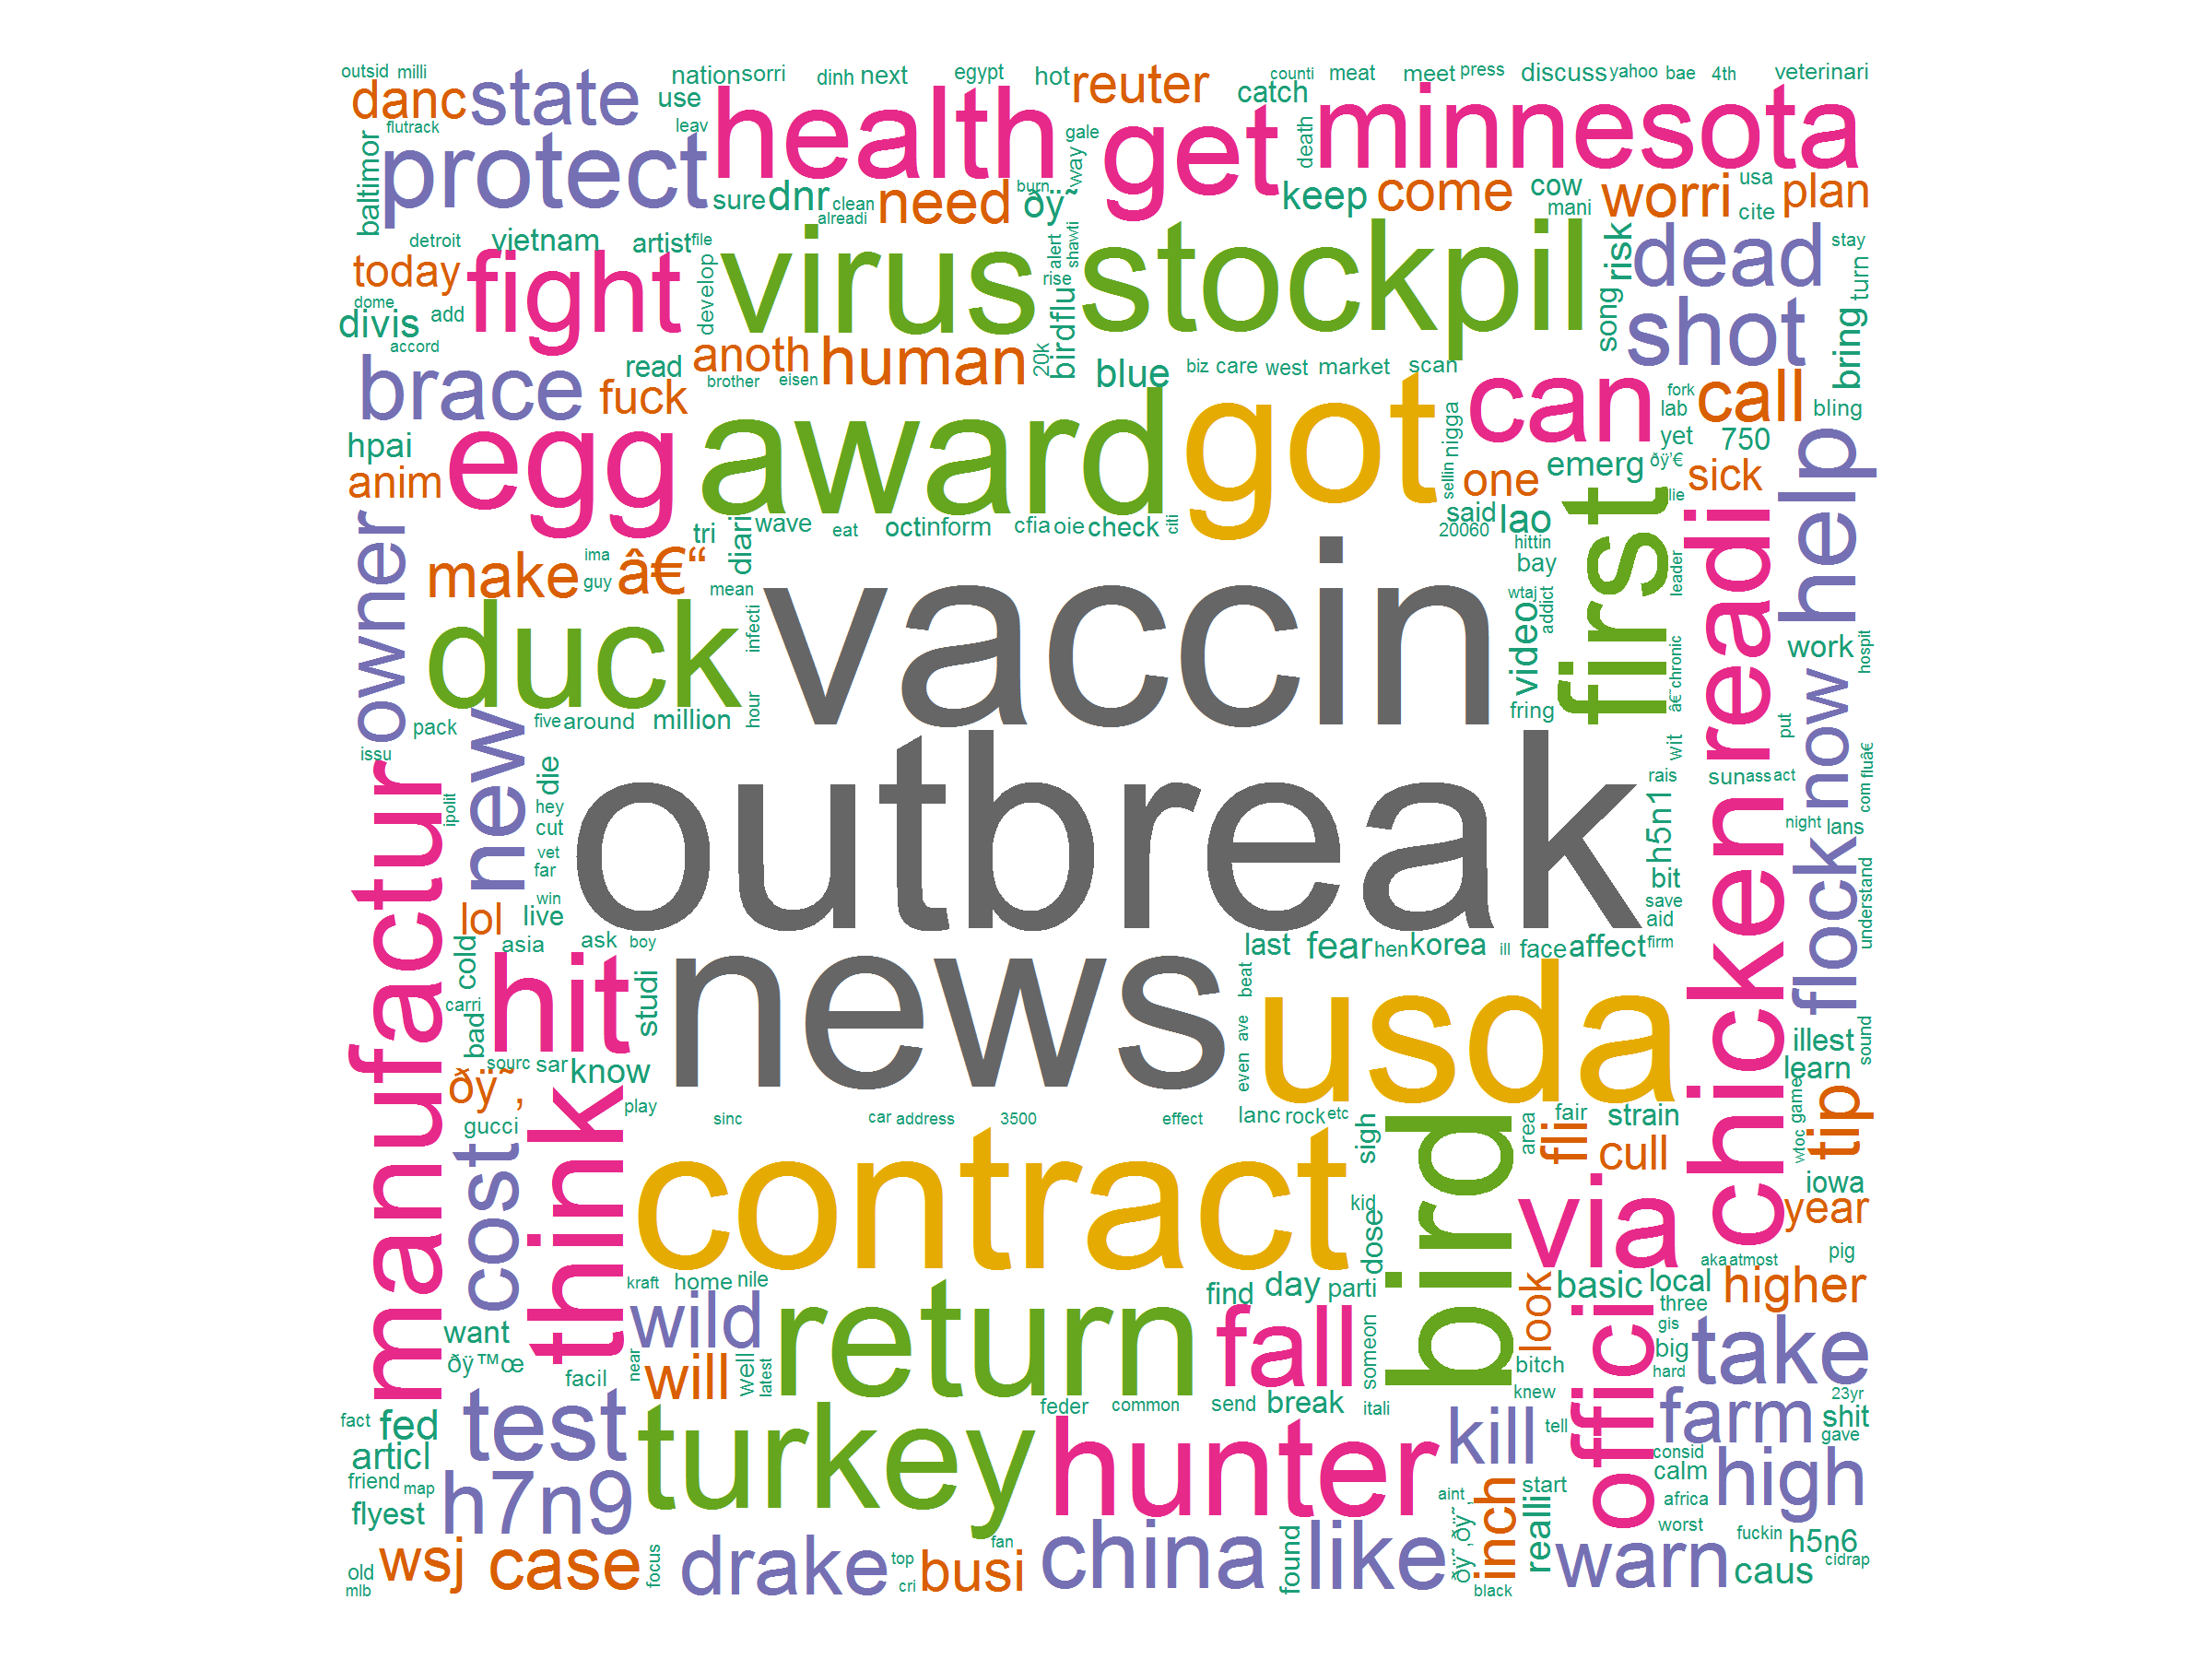 outsid milli nation sorri dinh next egypt hot reuter counti meat meet press discuss yahoo bae 4th veterinari
danc state use health catch minnesota
flutrack leav get gale way death
baltimor protect sure dnr clean need burn ðÿ˜ keep come cow worri usa plan
alreadi mani cite
detroit vietnam artist file virus alert shawti stockpil song risk dead stay
today fight develop rise birdflu turn
dome divis add shot bring
accord anoth human 20k
brace read brother eisen blue biz care west market scan can fork call
fuck award got nigga lab bling
hpai egg yet 750 help
anim sellin one emerg ðÿ’€ sick
owner tri wave eat oct inform cfia oie check citi said lao first lie readi
diari 20060
make ima â€“ vaccin hittin
guy mean bay leader
duck infecti wtaj addict
video work hospit
pack five around million hour fring â€˜chronic now
issu new put
manufactur die outbreak wit
ipolit hey rais sun ass act com fluâ€
cut h5n1 night lans
vet flock
far bit understand
lol win save
live aid
cold asia ask boy news last fear hen korea ill face affect firm chicken
carri hit studi beat usda
bad illest sound
sourc sar know even ave learn
ðÿ˜‚ play game
gucci sinc car address 3500 effect lanc rock etc bird area fair strain tip
cost think contract sigh flir cull wtoc
kid via iowa
dose year
aka atmost pig
kraft home nile find day parti look basic local higher
want wild return fall three
ðÿ™œ near will well latest someon gis big take
facil bitch hard
fact fed test feder common send break itali knew offici farm 23yr shit
articl turkey hunter kill tell gave
friend map consid calm high
flyest h7n9 aint inch start africa
worst fuckin h5n6
wsj case focus drake top fan busi china found like ðÿ˜‚ðÿ˜ realli warn caus cidrap
old cri black
mlb